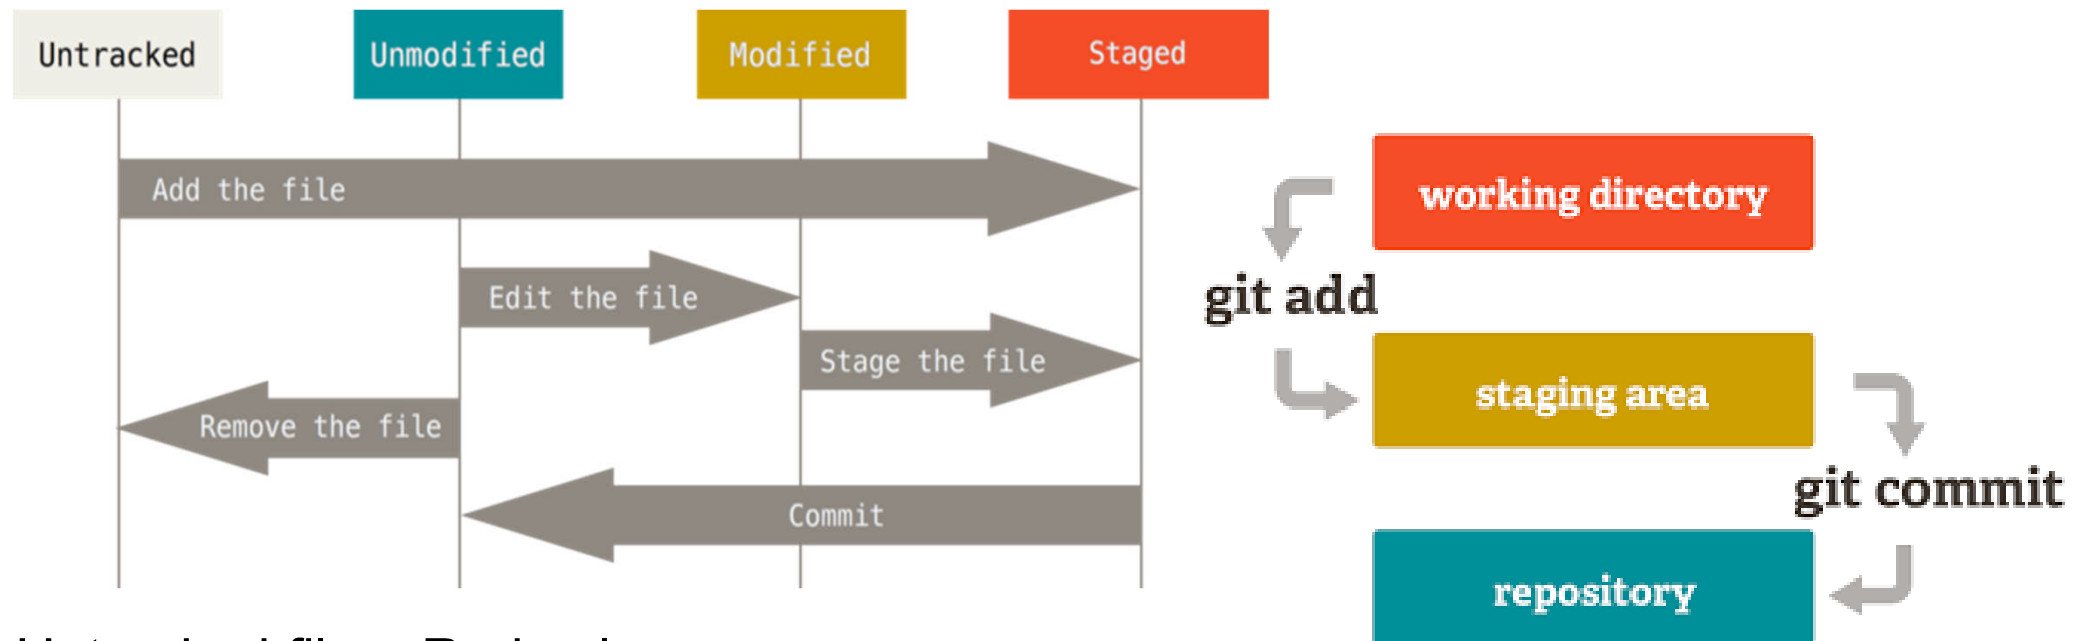 Untracked
Unmodified
Modified
Staged
Add the file
Edit the file
Stage the file
Remove the file
Commit
working directory
git add
staging area
git commit
repository